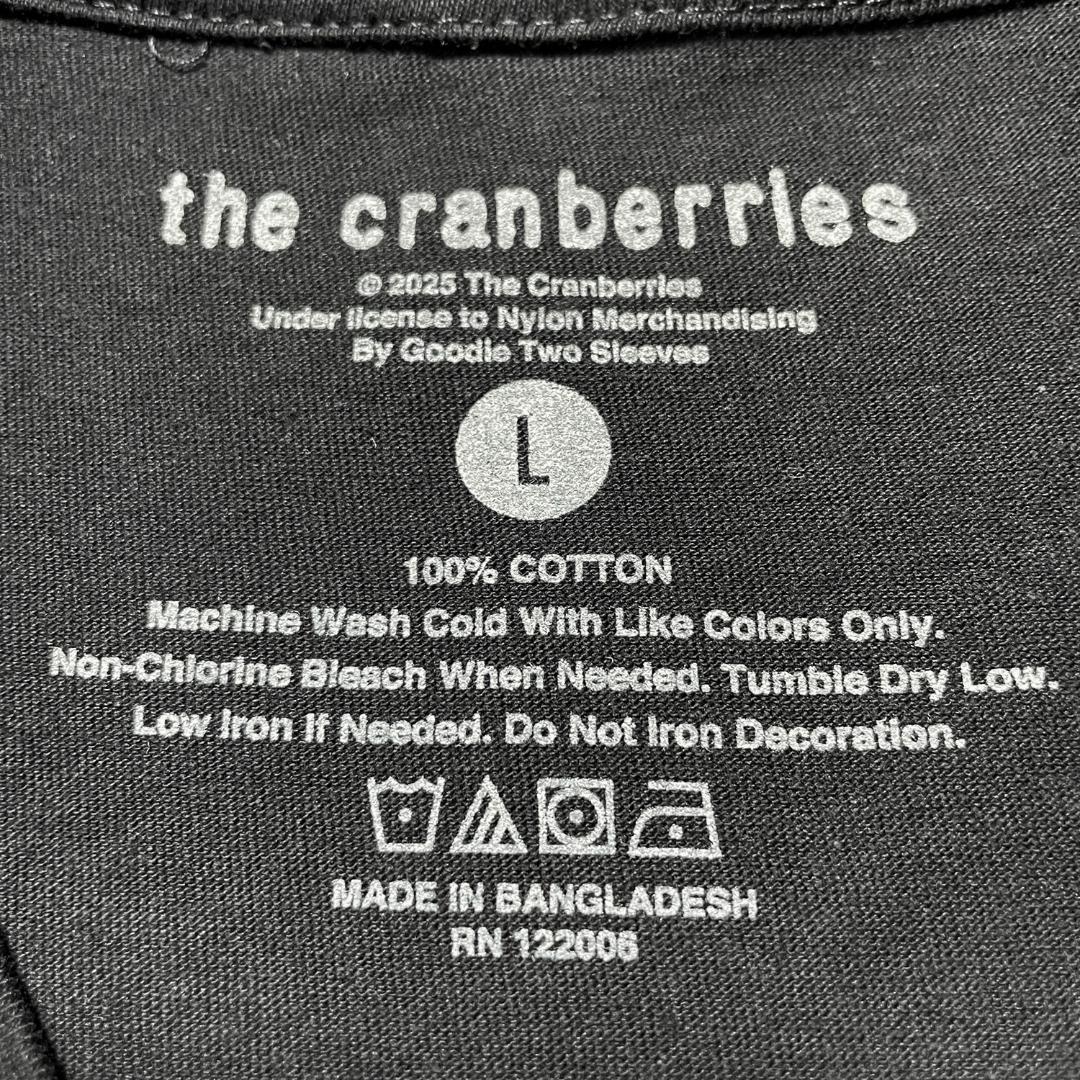 the cranberries
© 2025 The Cranberries
Under license to Nylon Merchandising
By Goodie Two Sleeves
L
100% COTTON
Machine Wash Cold With Like Colors Only.
Non-Chlorine Bleach When Needed. Tumble Dry Low.
Low Iron If Needed. Do Not Iron Decoration.
MADE IN BANGLADESH
RN 122006